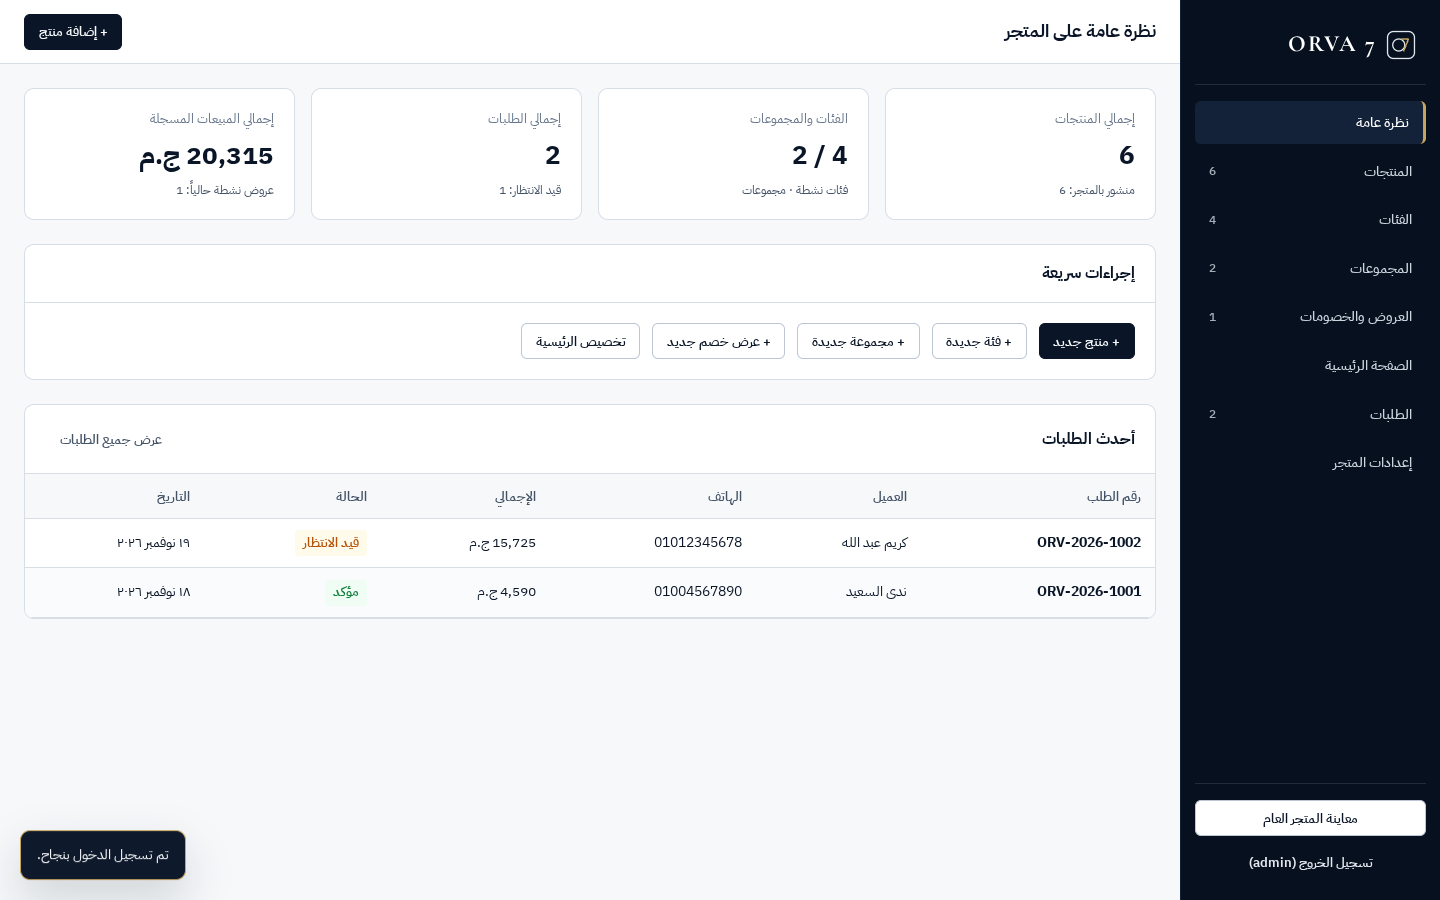 ORVA 7
نظرة عامة
المنتجات 6
الفئات 4
المجموعات 2
العروض والخصومات 1
الصفحة الرئيسية
الطلبات 2
إعدادات المتجر
معاينة المتجر العام
تسجيل الخروج (admin)
نظرة عامة على المتجر
+ إضافة منتج
إجمالي المنتجات
6
منشور بالمتجر: 6
الفئات والمجموعات
4 / 2
فئات نشطة · مجموعات
إجمالي الطلبات
2
قيد الانتظار: 1
إجمالي المبيعات المسجلة
20,315 ج.م
عروض نشطة حالياً: 1
إجراءات سريعة
+ منتج جديد
+ فئة جديدة
+ مجموعة جديدة
+ عرض خصم جديد
تخصيص الرئيسية
أحدث الطلبات
عرض جميع الطلبات
رقم الطلب العميل الهاتف الإجمالي الحالة التاريخ
ORV-2026-1002 كريم عبد الله 01012345678 15,725 ج.م قيد الانتظار ١٩ نوفمبر ٢٠٢٦
ORV-2026-1001 ندى السعيد 01004567890 4,590 ج.م مؤكد ١٨ نوفمبر ٢٠٢٦
تم تسجيل الدخول بنجاح.